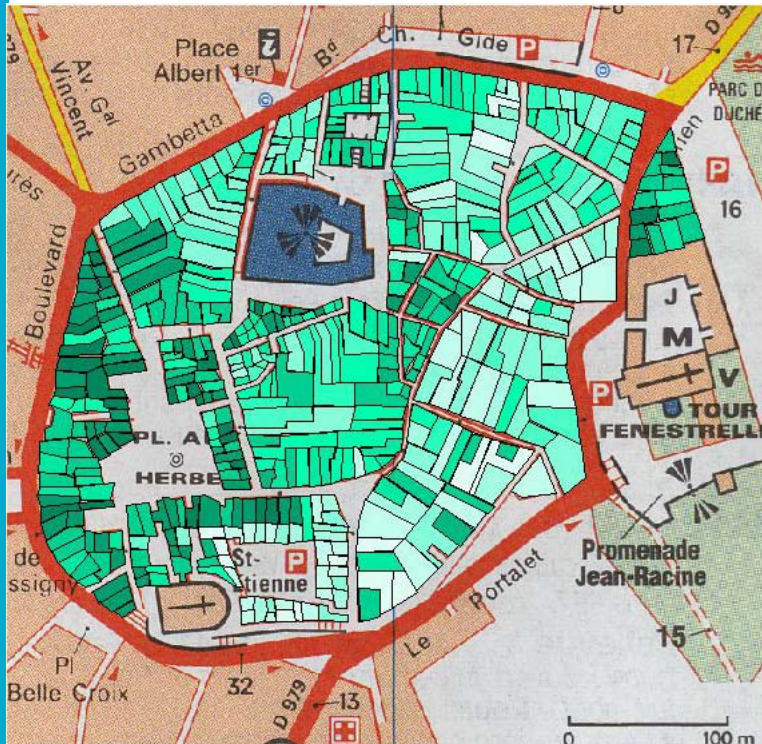 Place
Albert 1er
i
Bd
Ch.
Gide
P
17
D 9
979
Av. Gal
Vincent
Gambetta
PARC D
DUCHÉ
ien
P
16
Boulevard
J
M
V
TOUR
FENESTRELLE
P
PL. A
HERBE
de
ssigny
St-
Etienne
P
Promenade
Jean-Racine
Portalet
Le
15
Pl
Belle Croix
32
D 979
13
0
100 m